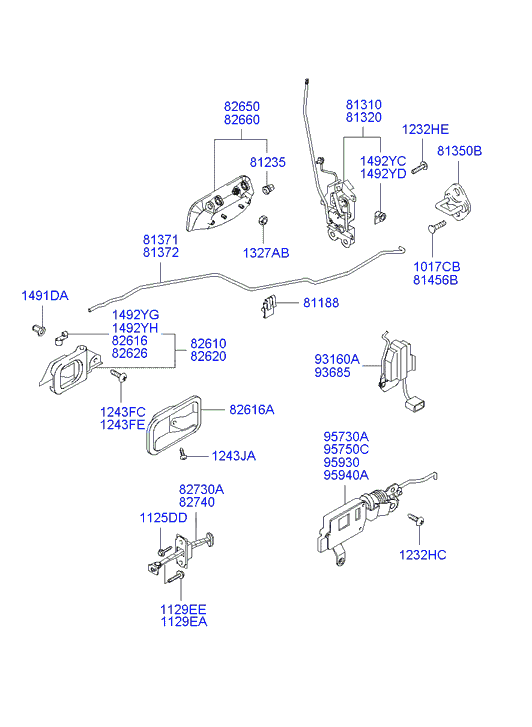 82650
82660
81235
81310
81320
1232HE
81350B
1492YC
1492YD
1327AB
81371
81372
1017CB
81456B
1491DA
81188
1492YG
1492YH
82616
82626
82610
82620
93160A
93685
1243FC
1243FE
82616A
1243JA
95730A
95750C
95930
95940A
82730A
82740
1125DD
1232HC
1129EE
1129EA